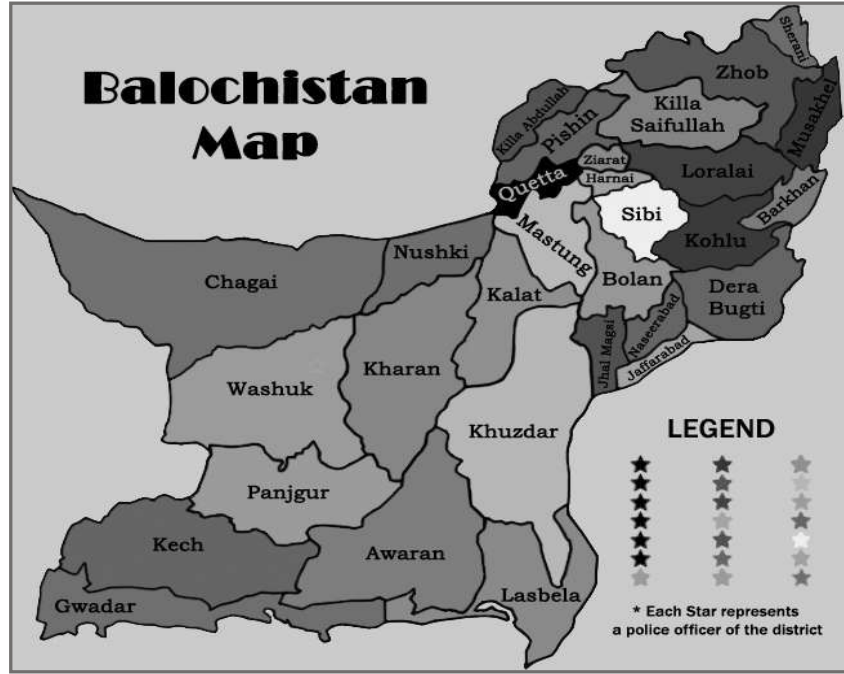 Balochistan
Map
Sherani
Zhob
Killa
Saifullah
Musakhel
Killa Abdullah
Pishin
Ziarat
Harnai
Loralai
Quetta
Barkhan
Sibi
Mastung
Kohlu
Nushki
Chagai
Bolan
Dera
Bugti
Kalat
Naseerabad
Jhal Magsi
Jaffarabad
Kharan
Washuk
Khuzdar
LEGEND
Panjgur
Kech
Awaran
Lasbela
Gwadar
* Each Star represents
a police officer of the district